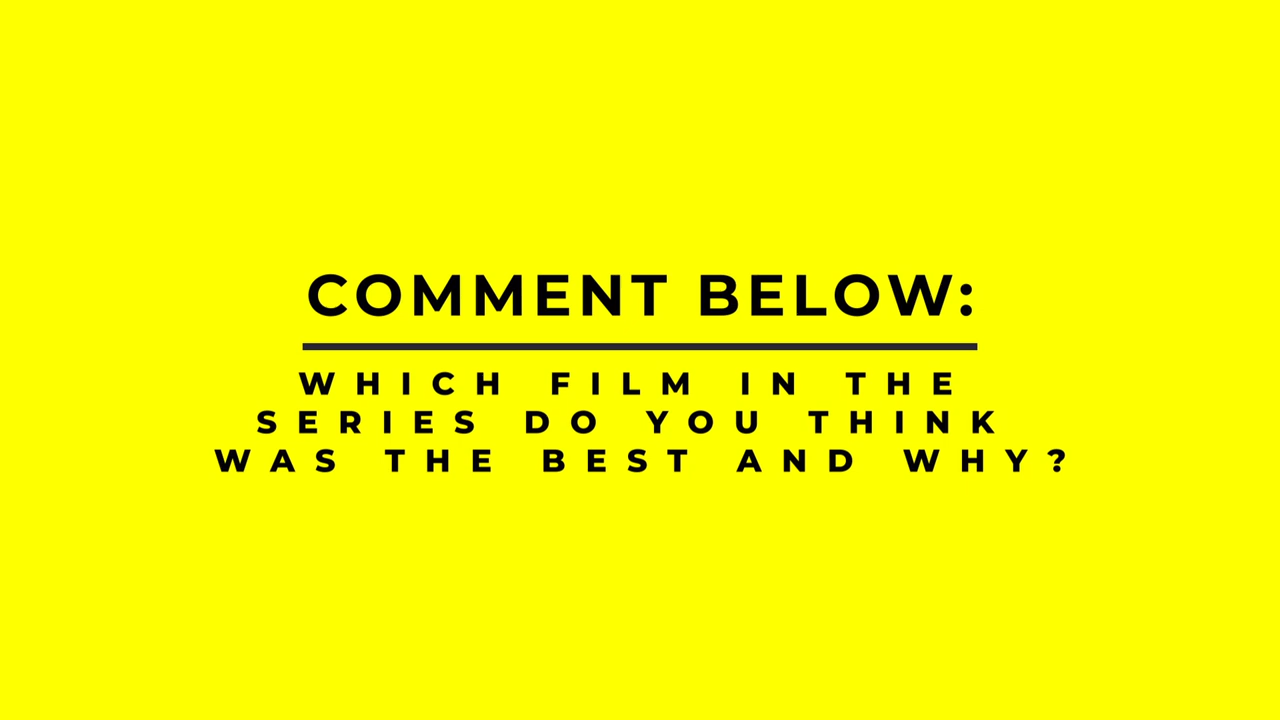 COMMENT BELOW:
WHICH FILM IN THE
SERIES DO YOU THINK
WAS THE BEST AND WHY?